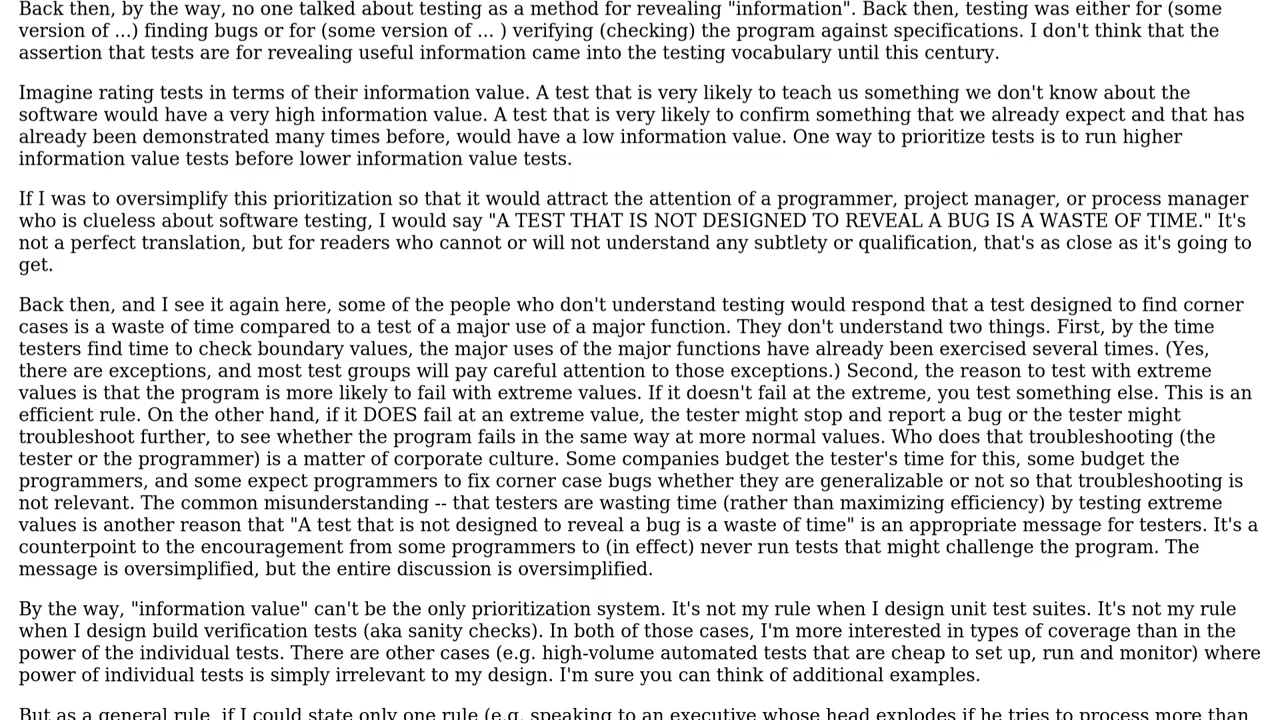 Back then, by the way, no one talked about testing as a method for revealing "information". Back then, testing was either for (some
version of ...) finding bugs or for (some version of ... ) verifying (checking) the program against specifications. I don't think that the
assertion that tests are for revealing useful information came into the testing vocabulary until this century.
Imagine rating tests in terms of their information value. A test that is very likely to teach us something we don't know about the
software would have a very high information value. A test that is very likely to confirm something that we already expect and that has
already been demonstrated many times before, would have a low information value. One way to prioritize tests is to run higher
information value tests before lower information value tests.
If I was to oversimplify this prioritization so that it would attract the attention of a programmer, project manager, or process manager
who is clueless about software testing, I would say "A TEST THAT IS NOT DESIGNED TO REVEAL A BUG IS A WASTE OF TIME." It's
not a perfect translation, but for readers who cannot or will not understand any subtlety or qualification, that's as close as it's going to
get.
Back then, and I see it again here, some of the people who don't understand testing would respond that a test designed to find corner
cases is a waste of time compared to a test of a major use of a major function. They don't understand two things. First, by the time
testers find time to check boundary values, the major uses of the major functions have already been exercised several times. (Yes,
there are exceptions, and most test groups will pay careful attention to those exceptions.) Second, the reason to test with extreme
values is that the program is more likely to fail with extreme values. If it doesn't fail at the extreme, you test something else. This is an
efficient rule. On the other hand, if it DOES fail at an extreme value, the tester might stop and report a bug or the tester might
troubleshoot further, to see whether the program fails in the same way at more normal values. Who does that troubleshooting (the
tester or the programmer) is a matter of corporate culture. Some companies budget the tester's time for this, some budget the
programmers, and some expect programmers to fix corner case bugs whether they are generalizable or not so that troubleshooting is
not relevant. The common misunderstanding -- that testers are wasting time (rather than maximizing efficiency) by testing extreme
values is another reason that "A test that is not designed to reveal a bug is a waste of time" is an appropriate message for testers. It's a
counterpoint to the encouragement from some programmers to (in effect) never run tests that might challenge the program. The
message is oversimplified, but the entire discussion is oversimplified.
By the way, "information value" can't be the only prioritization system. It's not my rule when I design unit test suites. It's not my rule
when I design build verification tests (aka sanity checks). In both of those cases, I'm more interested in types of coverage than in the
power of the individual tests. There are other cases (e.g. high-volume automated tests that are cheap to set up, run and monitor) where
power of individual tests is simply irrelevant to my design. I'm sure you can think of additional examples.
But as a general rule, if I could state only one rule (e.g. speaking to an executive whose head explodes if he tries to process more than